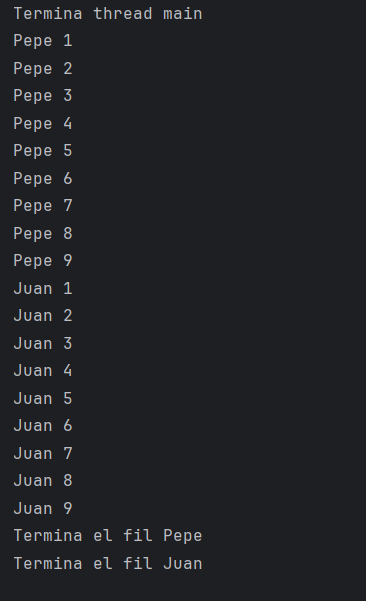 Termina thread main
Pepe 1
Pepe 2
Pepe 3
Pepe 4
Pepe 5
Pepe 6
Pepe 7
Pepe 8
Pepe 9
Juan 1
Juan 2
Juan 3
Juan 4
Juan 5
Juan 6
Juan 7
Juan 8
Juan 9
Termina el fil Pepe
Termina el fil Juan